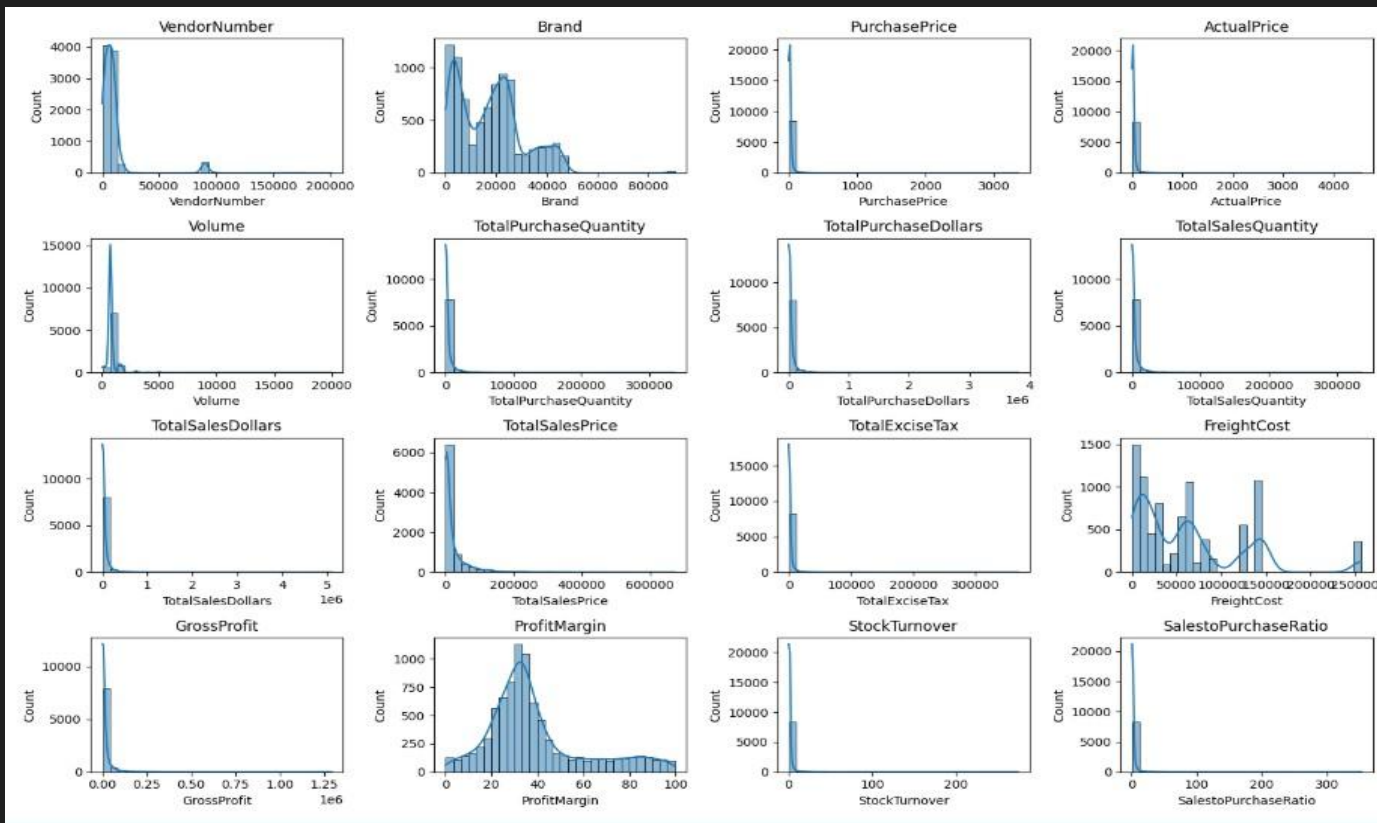 VendorNumber
Brand
PurchasePrice
ActualPrice
4000
3000
2000
1000
0
Count
0 50000 100000 150000 200000
VendorNumber
1000
500
0
Count
0 20000 40000 60000 80000
Brand
20000
15000
10000
5000
0
Count
0 1000 2000 3000
PurchasePrice
20000
15000
10000
5000
0
Count
0 1000 2000 3000 4000
ActualPrice
Volume
TotalPurchaseQuantity
TotalPurchaseDollars
TotalSalesQuantity
15000
10000
5000
0
Count
0 5000 10000 15000 20000
Volume
10000
5000
0
Count
0 100000 200000 300000
TotalPurchaseQuantity
10000
5000
0
Count
0 1 2 3 4
1e6
TotalPurchaseDollars
10000
5000
0
Count
0 100000 200000 300000
TotalSalesQuantity
TotalSalesDollars
TotalSalesPrice
TotalExciseTax
FreightCost
10000
5000
0
Count
0 1 2 3 4 5
1e6
TotalSalesDollars
6000
4000
2000
0
Count
0 200000 400000 600000
TotalSalesPrice
15000
10000
5000
0
Count
0 100000 200000 300000
TotalExciseTax
1500
1000
500
0
Count
0 50000 100000 150000 200000 250000
FreightCost
GrossProfit
ProfitMargin
StockTurnover
SalestoPurchaseRatio
10000
5000
0
Count
0.00 0.25 0.50 0.75 1.00 1.25
1e6
GrossProfit
1000
750
500
250
0
Count
0 20 40 60 80 100
ProfitMargin
20000
15000
10000
5000
0
Count
0 100 200
StockTurnover
20000
15000
10000
5000
0
Count
0 100 200 300
SalestoPurchaseRatio